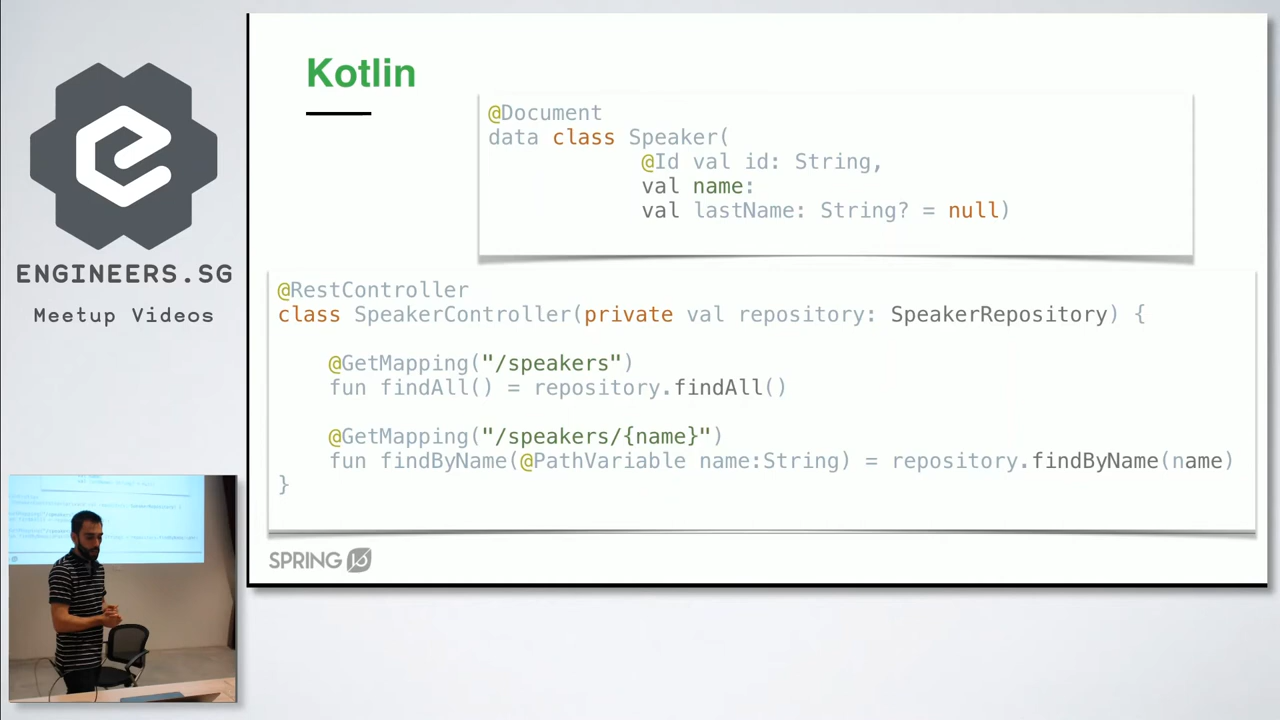 ENGINEERS.SG
Meetup Videos
Kotlin
@Document
data class Speaker(
@Id val id: String,
val name:
val lastName: String? = null)
@RestController
class SpeakerController(private val repository: SpeakerRepository) {
@GetMapping("/speakers")
fun findAll() = repository.findAll()
@GetMapping("/speakers/{name}")
fun findByName(@PathVariable name:String) = repository.findByName(name)
}
SPRING